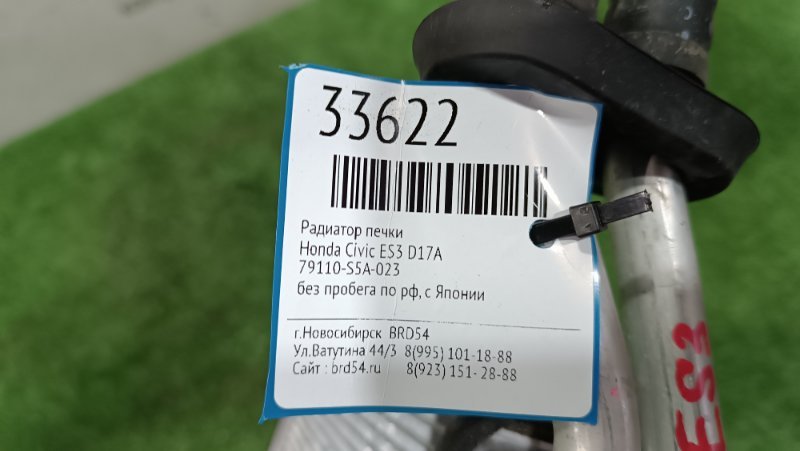 33622
Радиатор печки
Honda Civic ES3 D17A
79110-S5A-023
без пробега по рф, с Японии
г.Новосибирск BRD54
Ул.Ватутина 44/3 8(995) 101-18-88
Сайт : brd54.ru 8(923) 151-28-88
ES3